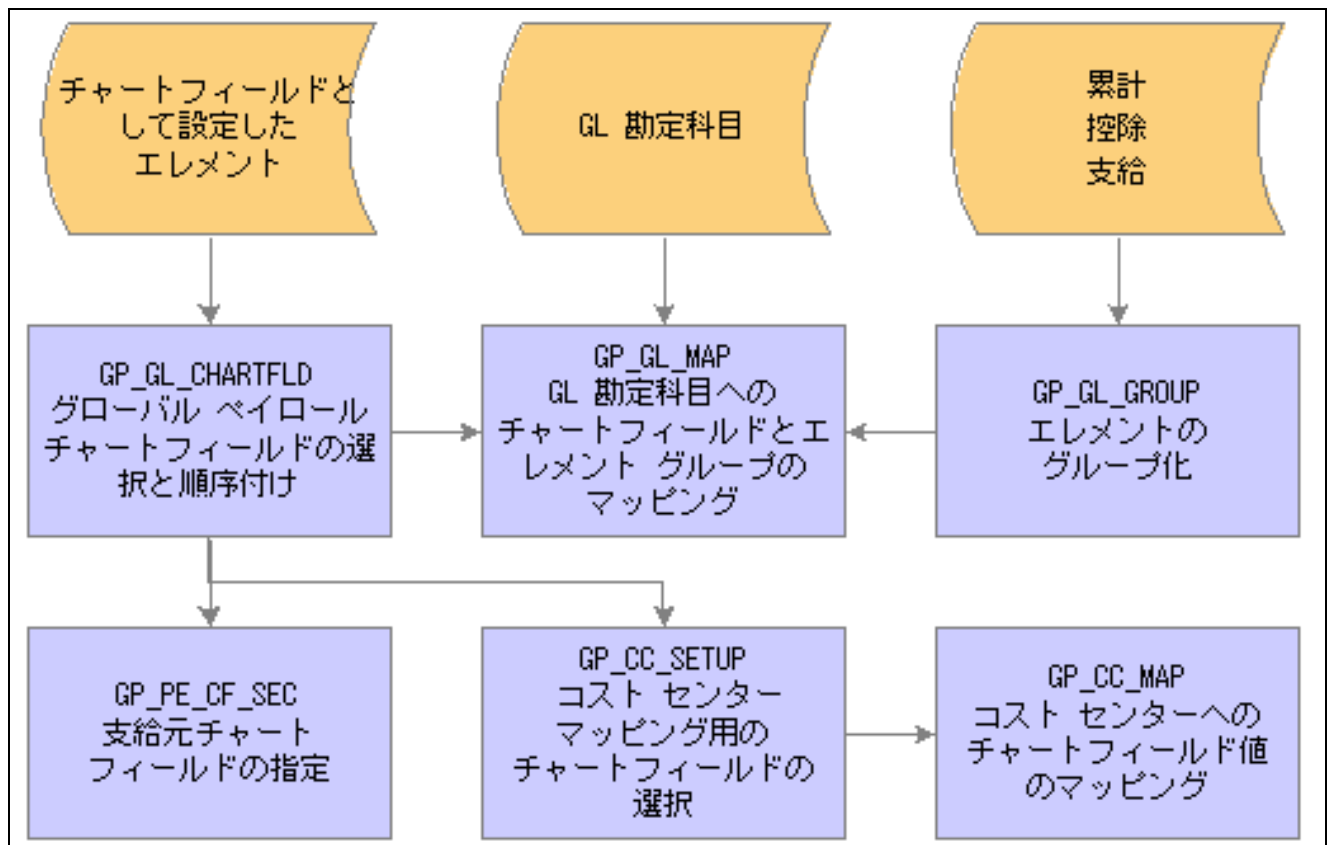 チャートフィールドと
して設定した
エレメント
GL 勘定科目
累計
控除
支給
GP_GL_CHARTFLD
グローバル ペイロール
チャートフィールドの選
択と順序付け
GP_GL_MAP
GL 勘定科目への
チャートフィールドとエ
レメント グループの
マッピング
GP_GL_GROUP
エレメントの
グループ化
GP_PE_CF_SEC
支給元チャート
フィールドの指定
GP_CC_SETUP
コスト センター
マッピング用の
チャートフィールドの
選択
GP_CC_MAP
コスト センターへの
チャートフィールド値
のマッピング